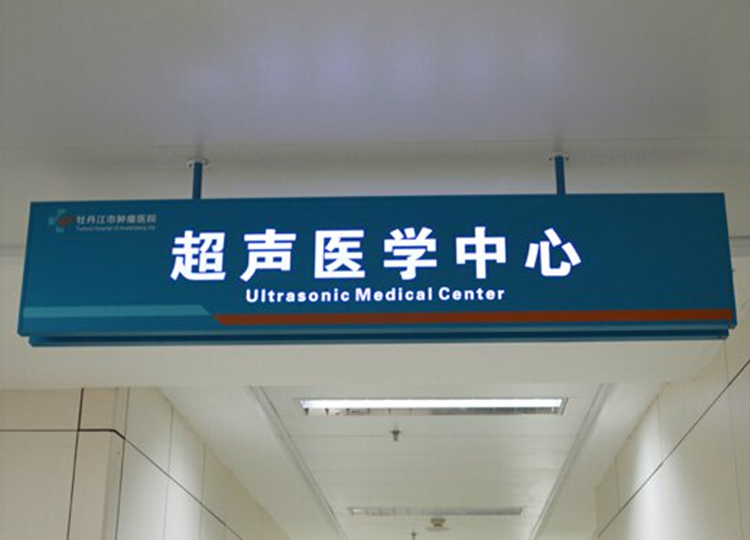 牡丹江市肿瘤医院
超声医学中心
Ultrasonic Medical Center